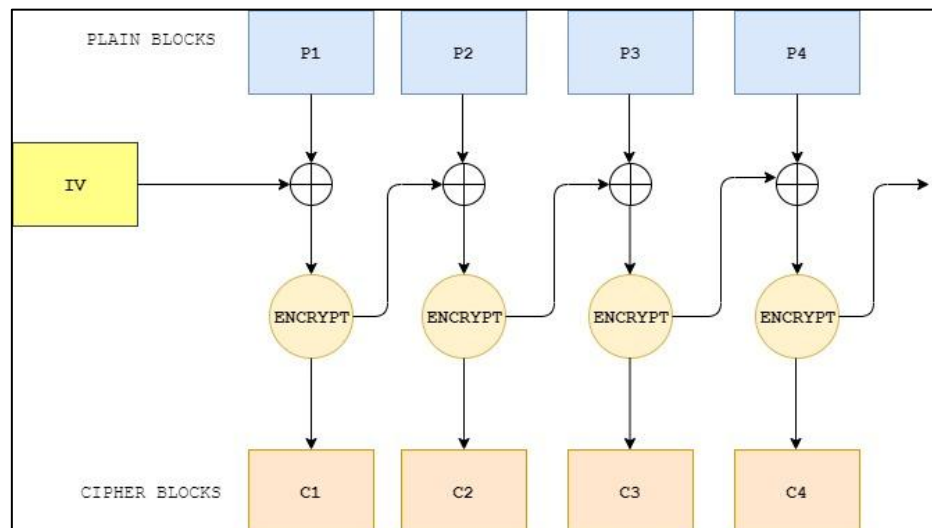 PLAIN BLOCKS
P1 P2 P3 P4
IV
ENCRYPT ENCRYPT ENCRYPT ENCRYPT
CIPHER BLOCKS C1 C2 C3 C4